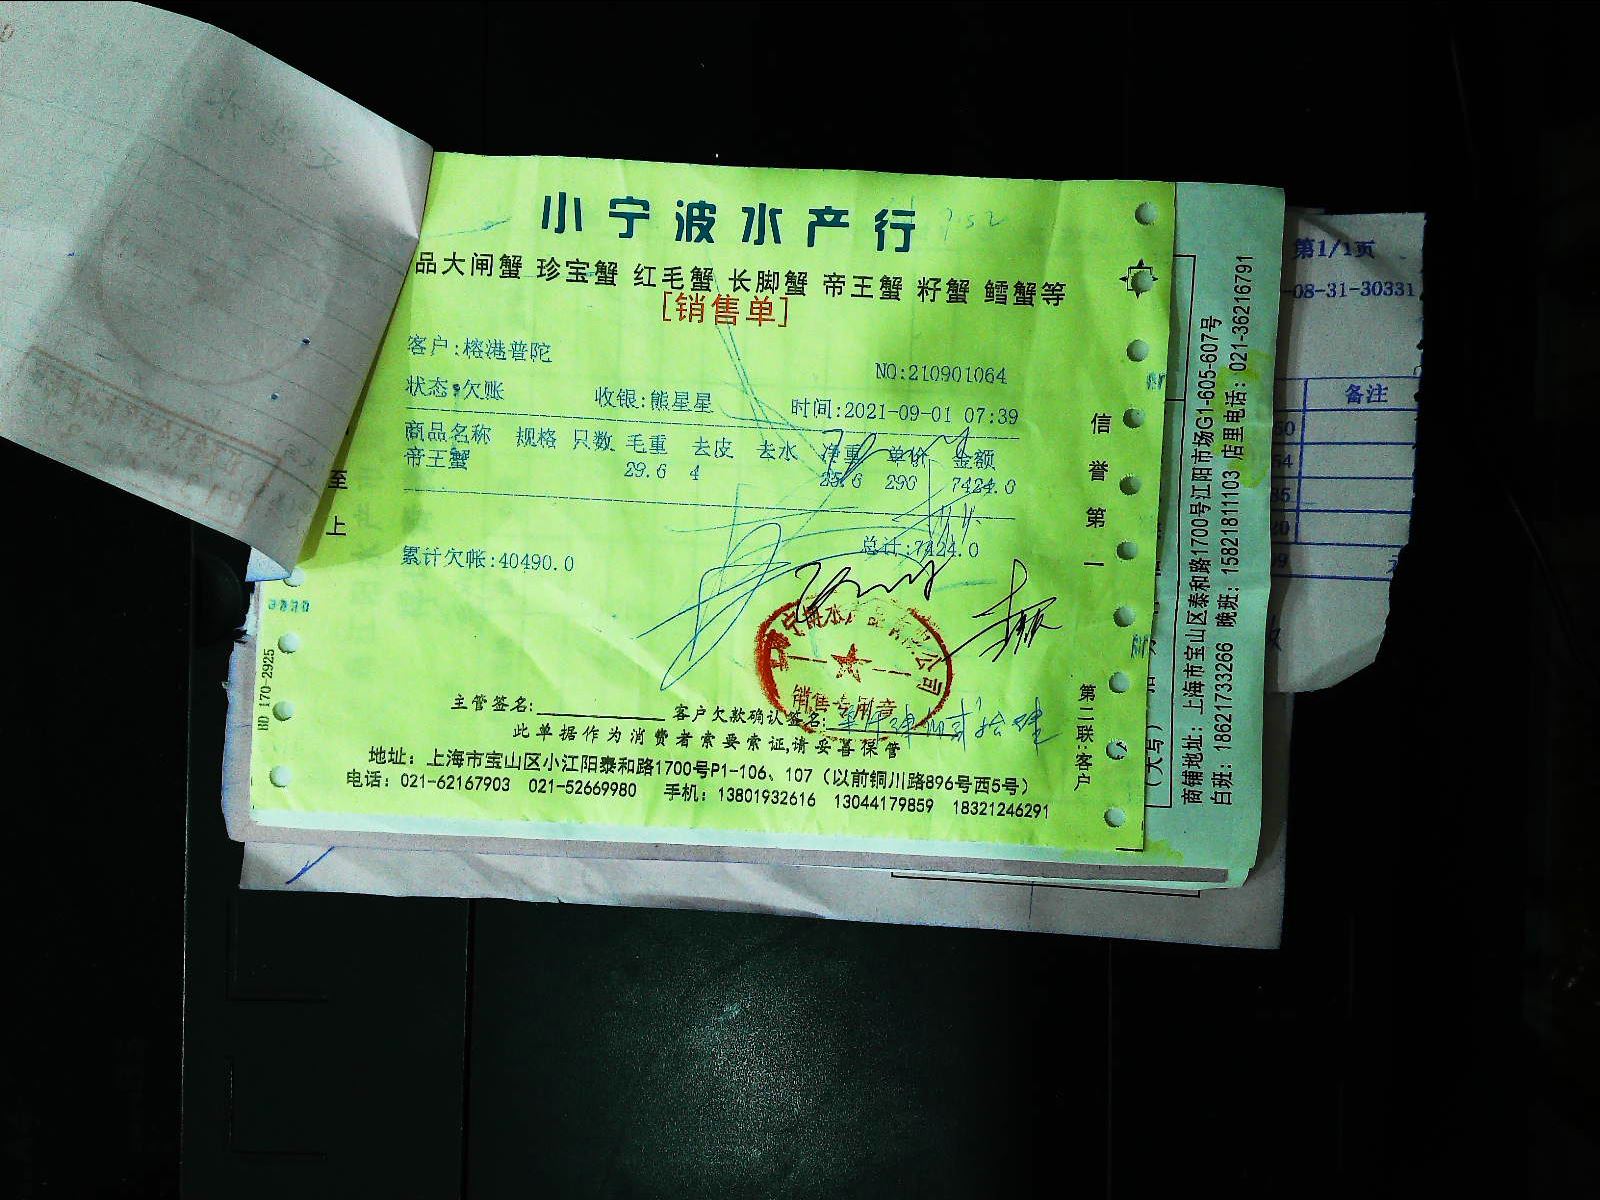 小宁波水产行
品大闸蟹 珍宝蟹 红毛蟹 长脚蟹 帝王蟹 籽蟹 鳕蟹等
[销售单]
客户:榕港普陀
NO:210901064
状态:欠账 收银:熊星星 时间:2021-09-01 07:39
商品名称 规格 只数 毛重 去皮 去水 净重 单价 金额
帝王蟹 29.6 4 25.6 290 7424.0
累计欠帐:40490.0 总计:7424.0
销售专用章
主管签名: 客户欠款确认签名:
此单据作为消费者索要索证,请妥善保管
地址：上海市宝山区小江阳泰和路1700号P1-106、107（以前铜川路896号西5号）
电话：021-62167903 021-52669980 手机：13801932616 13044179859 18321246291
至
上
信誉第一
第二联:客户
BD 170-2925
(大写)
商铺地址：上海市宝山区泰和路1700号江阳市场G1-605-607号
白班：18621733266 晚班：15821811103 店里电话：021-36216791
第1/1页
-08-31-30331
备注